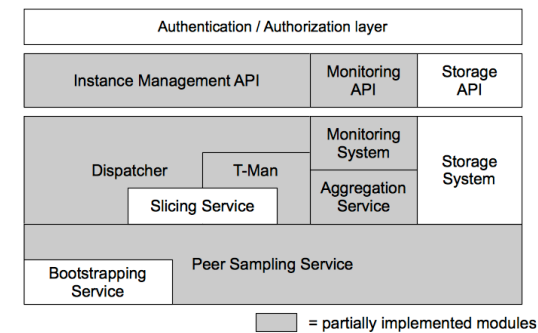 Authentication / Authorization layer
Instance Management API
Monitoring
API
Storage
API
Dispatcher
T-Man
Slicing Service
Monitoring
System
Aggregation
Service
Storage
System
Peer Sampling Service
Bootstrapping
Service
= partially implemented modules